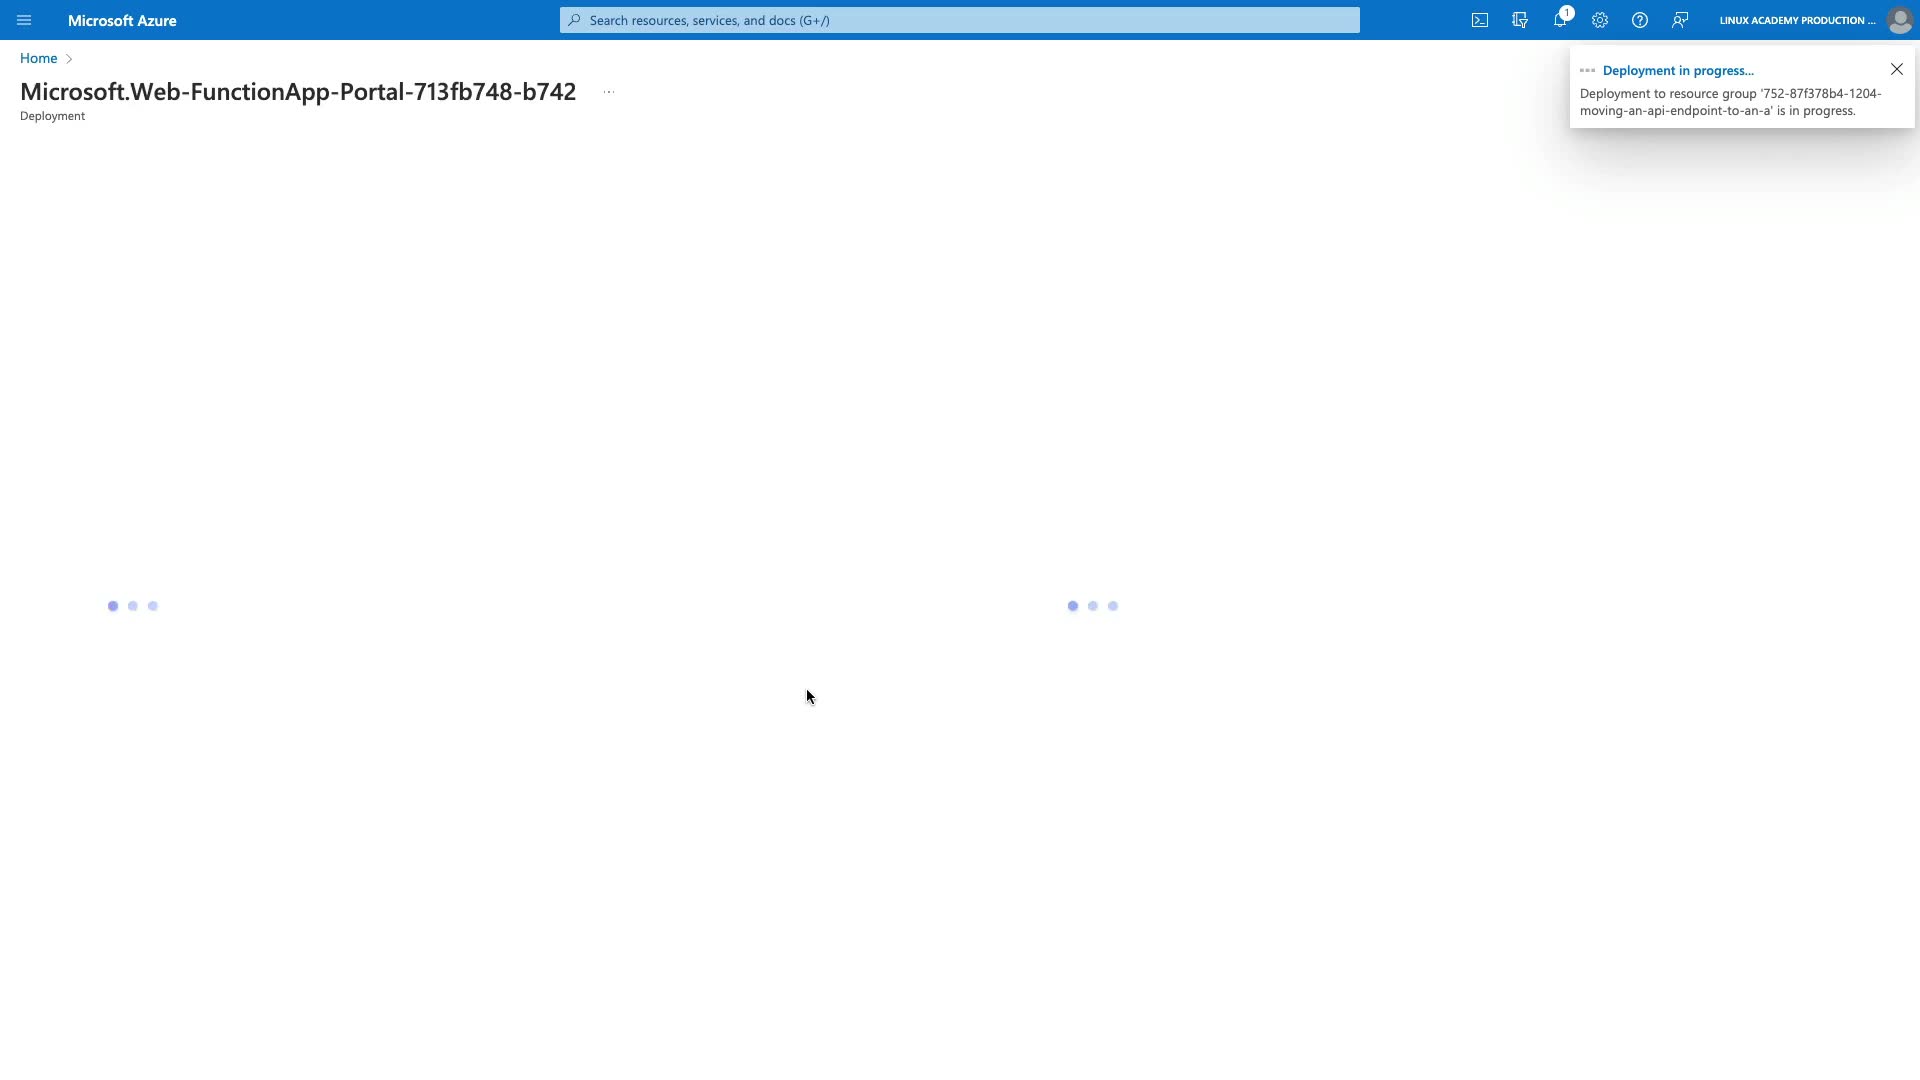 Microsoft Azure
Search resources, services, and docs (G+/)
1
LINUX ACADEMY PRODUCTION ...
Home
Microsoft.Web-FunctionApp-Portal-713fb748-b742
...
Deployment
Deployment in progress...
Deployment to resource group '752-87f378b4-1204-
moving-an-api-endpoint-to-an-a' is in progress.